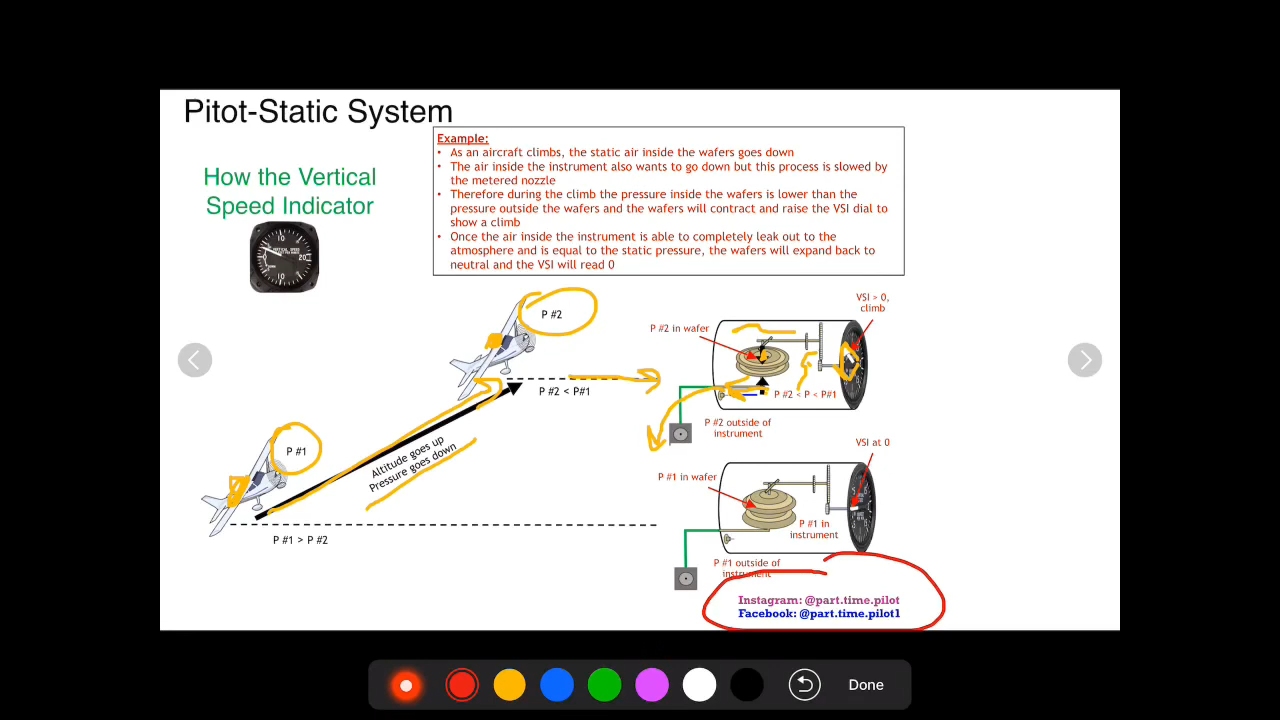 Pitot-Static System
Example:
• As an aircraft climbs, the static air inside the wafers goes down
• The air inside the instrument also wants to go down but this process is slowed by
the metered nozzle
• Therefore during the climb the pressure inside the wafers is lower than the
pressure outside the wafers and the wafers will contract and raise the VSI dial to
show a climb
• Once the air inside the instrument is able to completely leak out to the
atmosphere and is equal to the static pressure, the wafers will expand back to
neutral and the VSI will read 0
How the Vertical
Speed Indicator
10
20
10
VERTICAL SPEED
P #2
P #2 < P#1
P #1
Altitude goes up
Pressure goes down
P #1 > P #2
VSI > 0,
climb
P #2 in wafer
P #2 < P < P#1
P #2 outside of
instrument
VSI at 0
P #1 in wafer
P #1 in
instrument
P #1 outside of
instrument
Instagram: @part.time.pilot
Facebook: @part.time.pilot1
Done